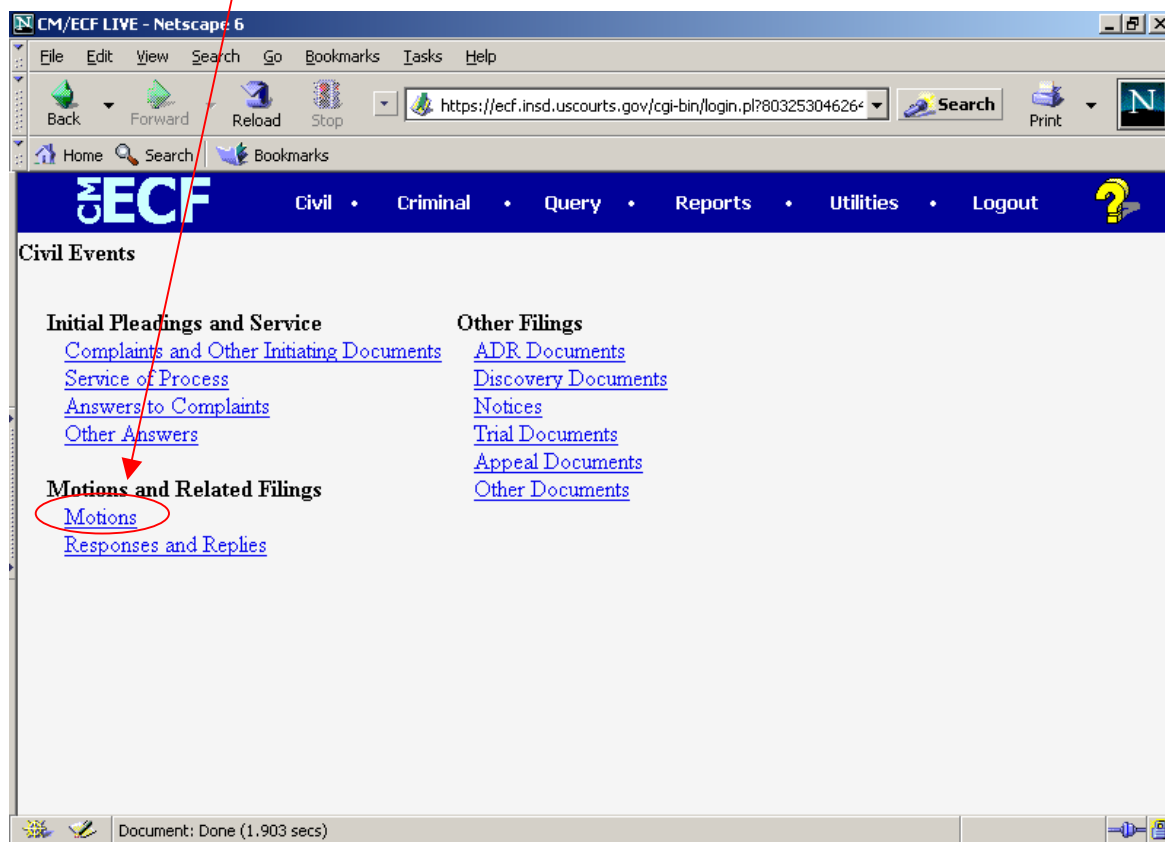 CM/ECF LIVE - Netscape 6
File Edit View Search Go Bookmarks Tasks Help
Back Forward Reload Stop https://ecf.insd.uscourts.gov/cgi-bin/login.pl?80325304626 Search Print N
Home Search Bookmarks
CM ECF Civil • Criminal • Query • Reports • Utilities • Logout ?
Civil Events
Initial Pleadings and Service
Complaints and Other Initiating Documents
Service of Process
Answers to Complaints
Other Answers
Motions and Related Filings
Motions
Responses and Replies
Other Filings
ADR Documents
Discovery Documents
Notices
Trial Documents
Appeal Documents
Other Documents
Document: Done (1.903 secs)